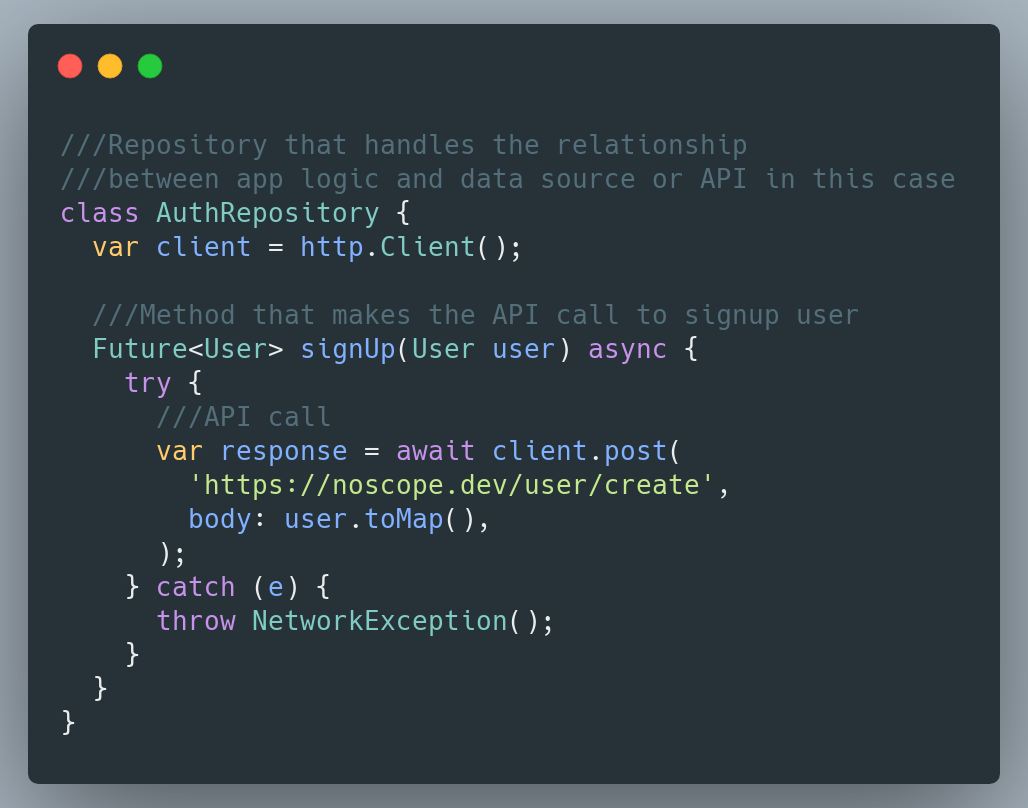 ///Repository that handles the relationship
///between app logic and data source or API in this case
class AuthRepository {
  var client = http.Client();

  ///Method that makes the API call to signup user
  Future<User> signUp(User user) async {
    try {
      ///API call
      var response = await client.post(
        'https://noscope.dev/user/create',
        body: user.toMap(),
      );
    } catch (e) {
      throw NetworkException();
    }
  }
}